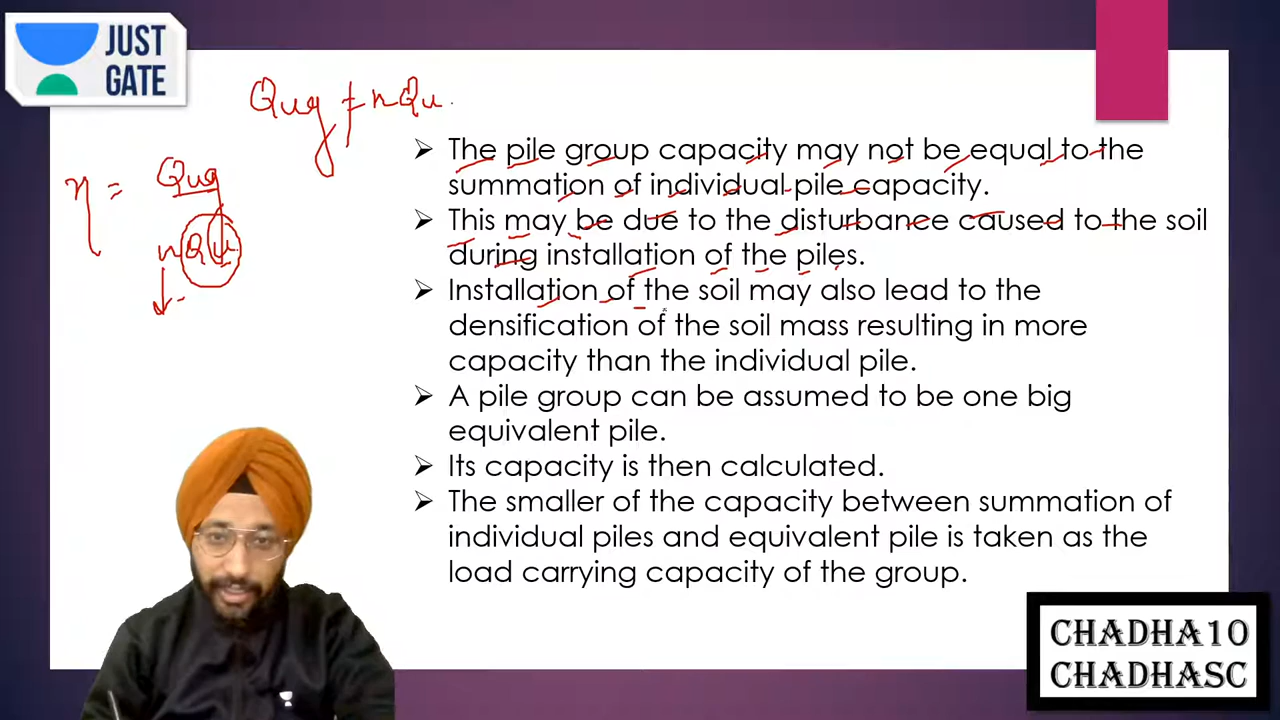 JUST
GATE
Qug ≠ nQu.
η = Qug
nQu
➢ The pile group capacity may not be equal to the
summation of individual pile capacity.
➢ This may be due to the disturbance caused to the soil
during installation of the piles.
➢ Installation of the soil may also lead to the
densification of the soil mass resulting in more
capacity than the individual pile.
➢ A pile group can be assumed to be one big
equivalent pile.
➢ Its capacity is then calculated.
➢ The smaller of the capacity between summation of
individual piles and equivalent pile is taken as the
load carrying capacity of the group.
CHADHA10
CHADHASC